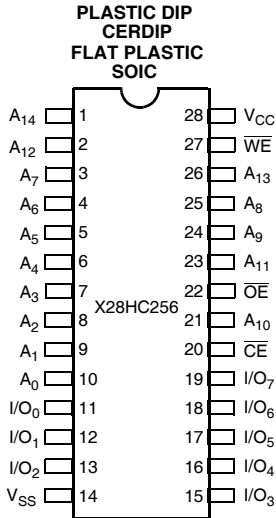 PLASTIC DIP
CERDIP
FLAT PLASTIC
SOIC
A14 1 28 VCC
A12 2 27 W̅E̅
A7 3 26 A13
A6 4 25 A8
A5 5 24 A9
A4 6 23 A11
A3 7 22 O̅E̅
X28HC256
A2 8 21 A10
A1 9 20 C̅E̅
A0 10 19 I/O7
I/O0 11 18 I/O6
I/O1 12 17 I/O5
I/O2 13 16 I/O4
VSS 14 15 I/O3